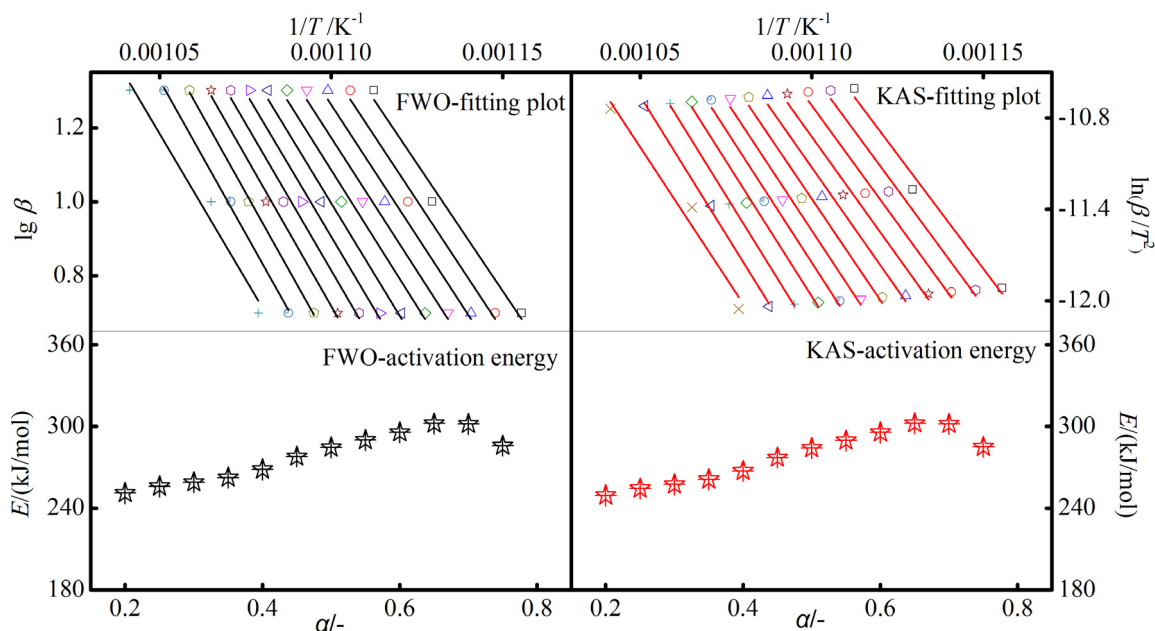 1/T /K-1
0.00105 0.00110 0.00115
1/T /K-1
0.00105 0.00110 0.00115
FWO-fitting plot
KAS-fitting plot
1.2
1.0
0.8
lg β
-10.8
-11.4
-12.0
ln(β /T2)
FWO-activation energy
KAS-activation energy
360
300
240
180
E/(kJ/mol)
360
300
240
180
E/(kJ/mol)
0.2 0.4 0.6 0.8
α/-
0.2 0.4 0.6 0.8
α/-